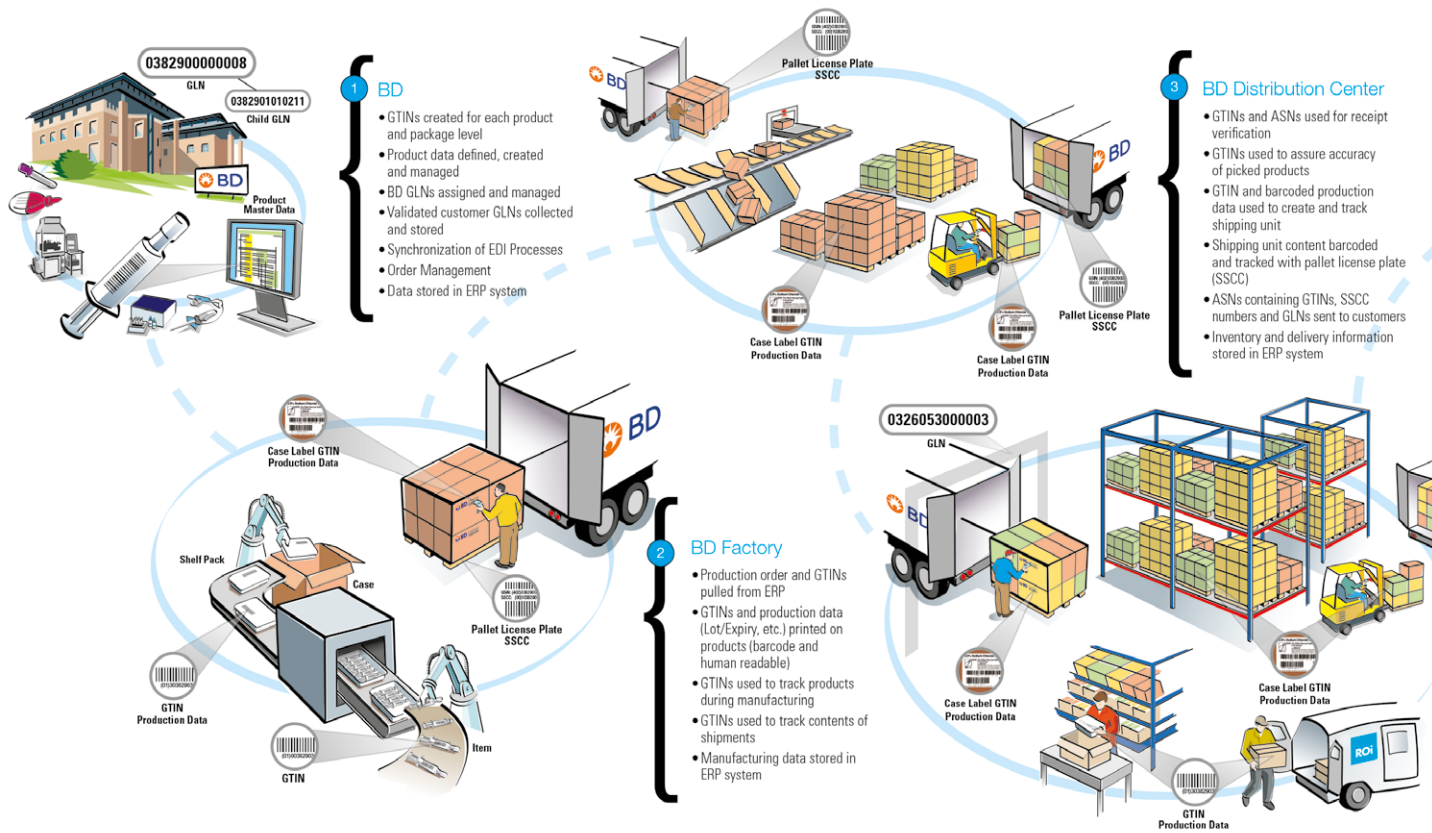 0382900000008
GLN
0382901010211
Child GLN
BD
Product
Master Data
1
BD
• GTINs created for each product
and package level
• Product data defined, created
and managed
• BD GLNs assigned and managed
• Validated customer GLNs collected
and stored
• Synchronization of EDI Processes
• Order Management
• Data stored in ERP system
BD
Pallet License Plate
SSCC
BD
Case Label GTIN
Production Data
Case Label GTIN
Production Data
Pallet License Plate
SSCC
3
BD Distribution Center
• GTINs and ASNs used for receipt
verification
• GTINs used to assure accuracy
of picked products
• GTIN and barcoded production
data used to create and track
shipping unit
• Shipping unit content barcoded
and tracked with pallet license plate
(SSCC)
• ASNs containing GTINs, SSCC
numbers and GLNs sent to customers
• Inventory and delivery information
stored in ERP system
Case Label GTIN
Production Data
BD
BD
Shelf Pack
Case
Pallet License Plate
SSCC
GTIN
Production Data
GTIN
Item
2
BD Factory
• Production order and GTINs
pulled from ERP
• GTINs and production data
(Lot/Expiry, etc.) printed on
products (barcode and
human readable)
• GTINs used to track products
during manufacturing
• GTINs used to track contents of
shipments
• Manufacturing data stored in
ERP system
0326053000003
GLN
BD
Case Label GTIN
Production Data
Case Label GTIN
Production Data
ROi
GTIN
Production Data